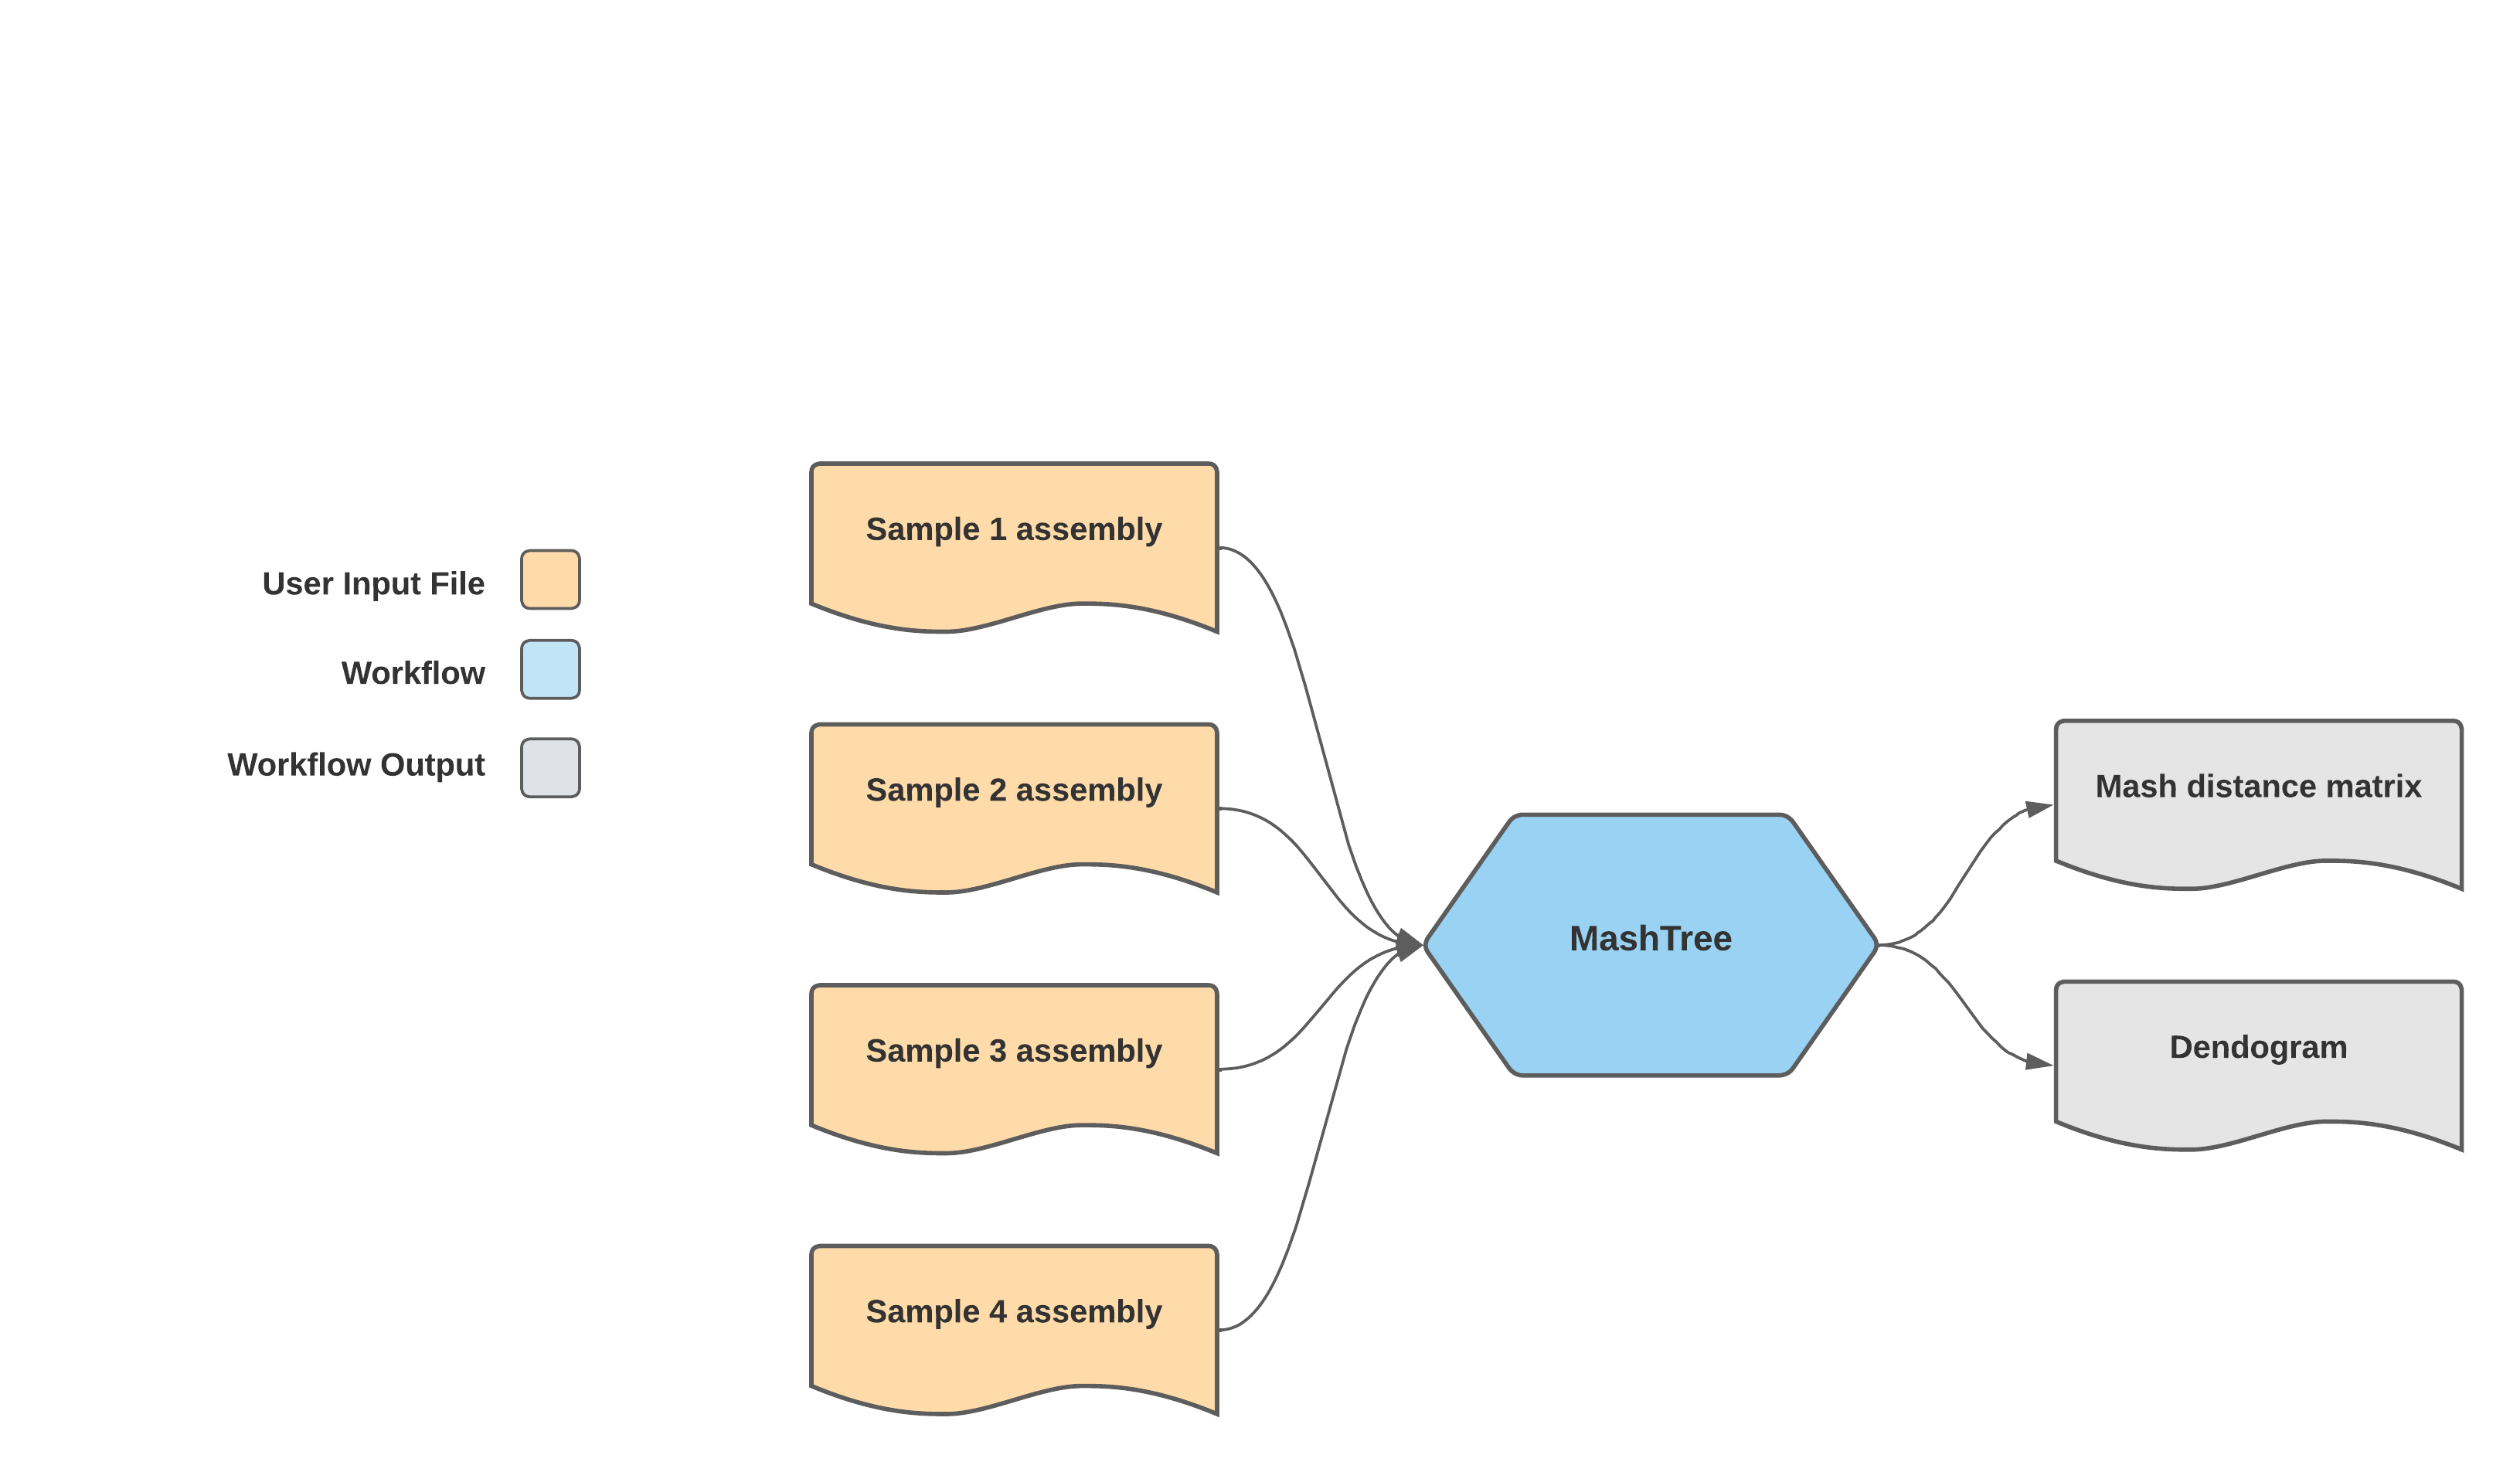 User Input File
Workflow
Workflow Output
Sample 1 assembly
Sample 2 assembly
Sample 3 assembly
Sample 4 assembly
MashTree
Mash distance matrix
Dendogram